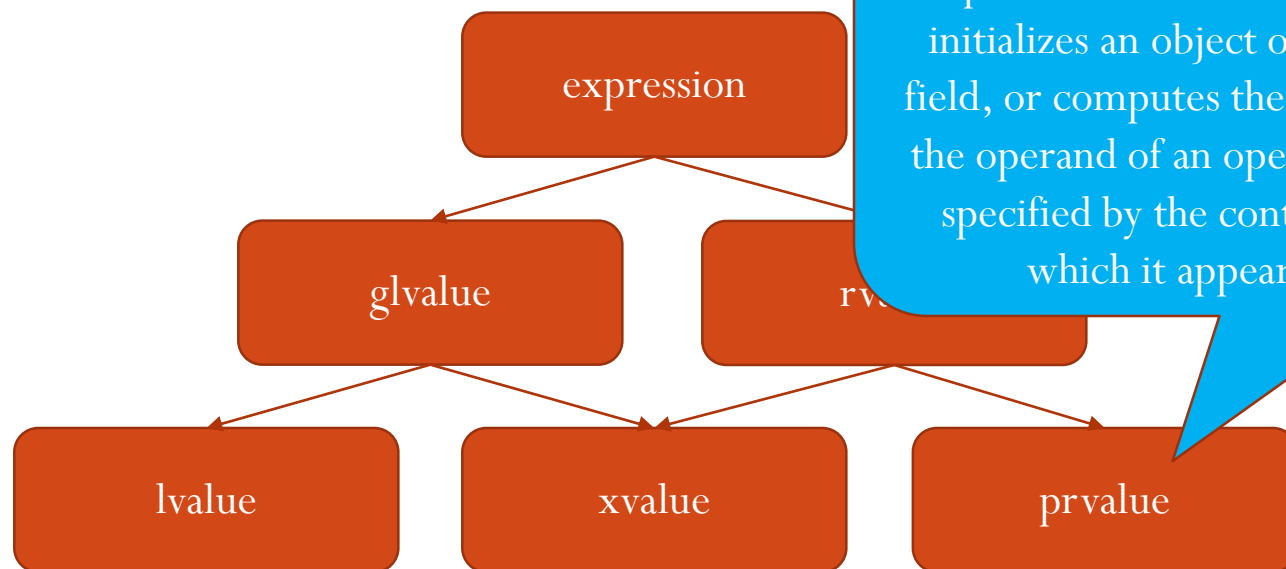 expression
initializes an object o
field, or computes the
the operand of an ope
specified by the cont
which it appear
glvalue
rv
lvalue
xvalue
prvalue